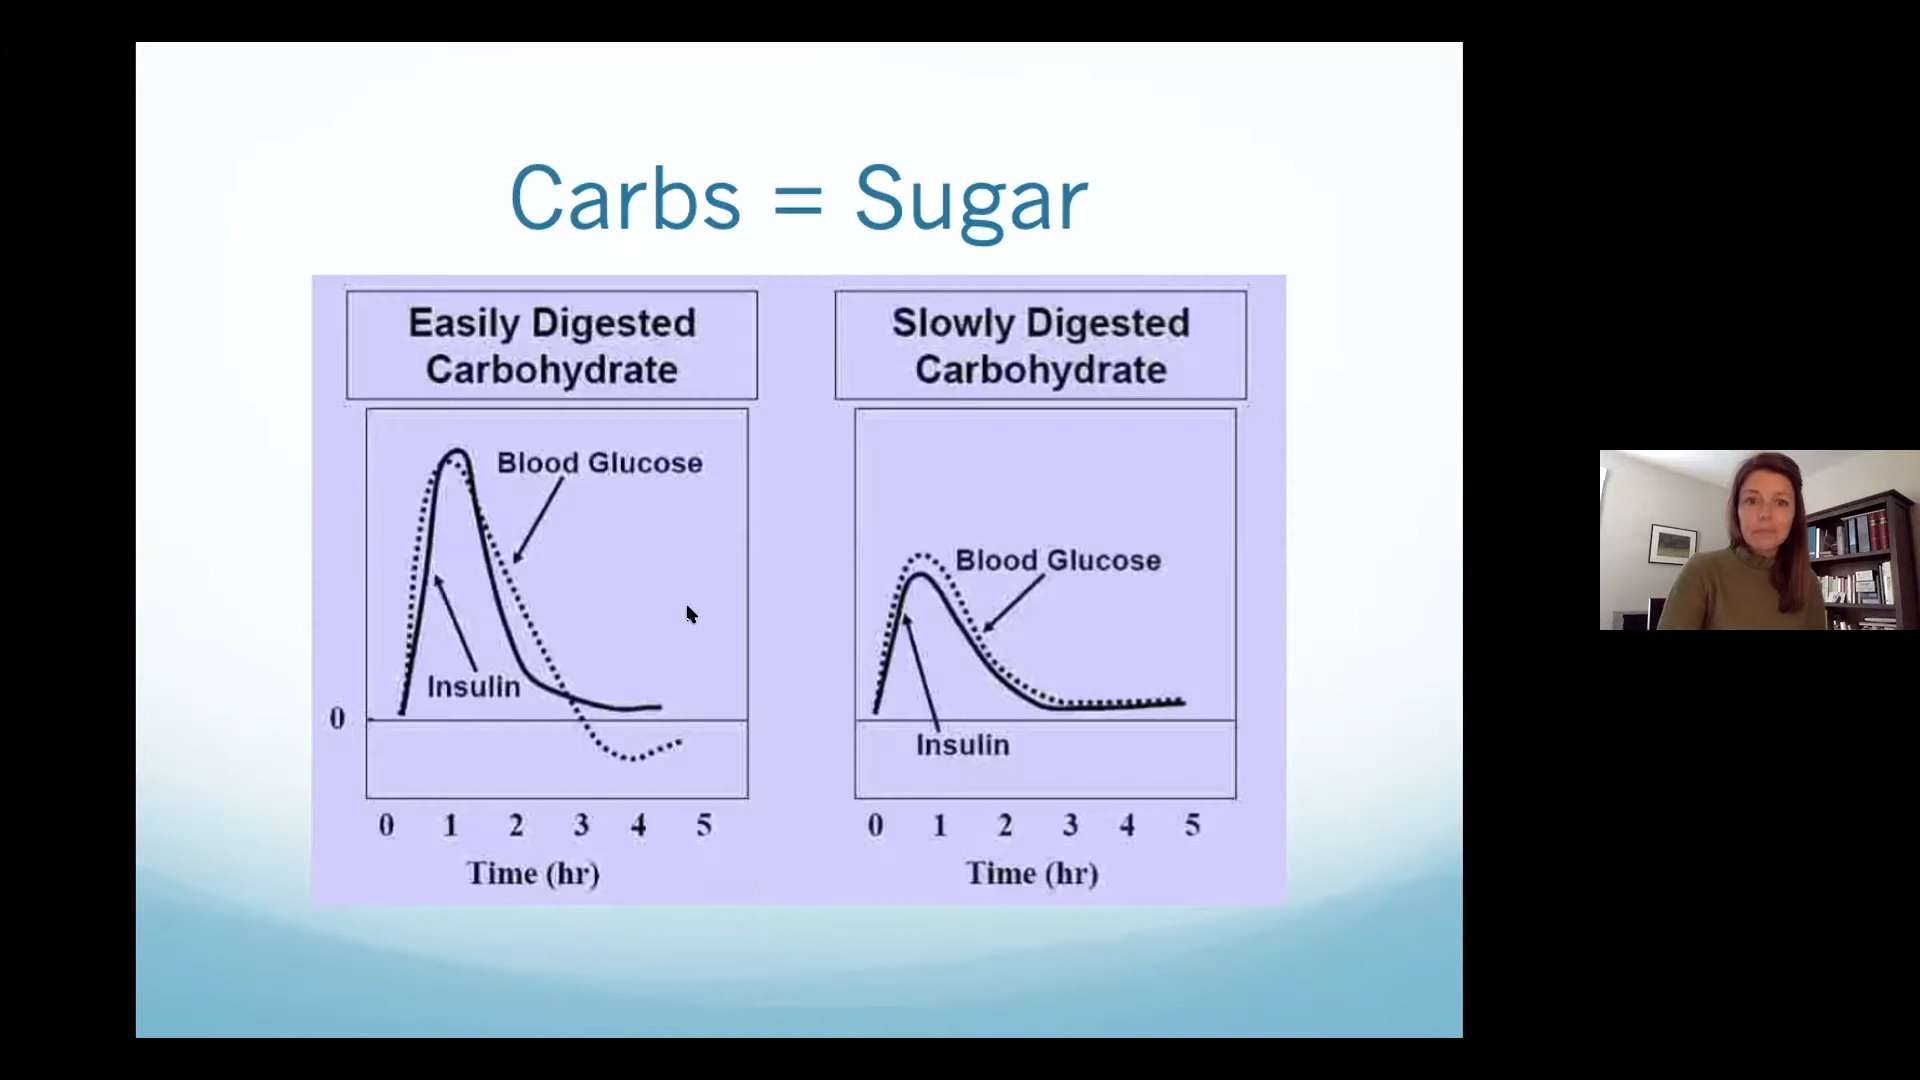 Carbs = Sugar
Easily Digested
Carbohydrate
Blood Glucose
Insulin
0
0 1 2 3 4 5
Time (hr)
Slowly Digested
Carbohydrate
Blood Glucose
Insulin
0 1 2 3 4 5
Time (hr)